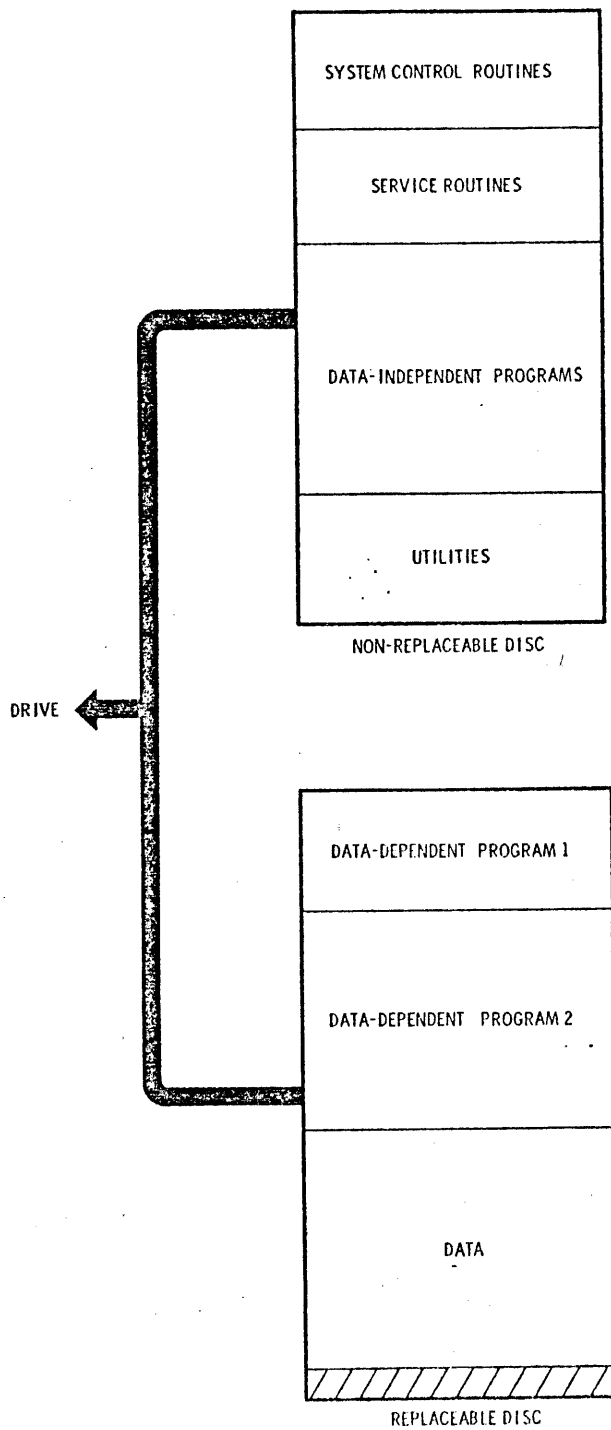 SYSTEM CONTROL ROUTINES
SERVICE ROUTINES
DATA-INDEPENDENT PROGRAMS
UTILITIES
NON-REPLACEABLE DISC
DRIVE
DATA-DEPENDENT PROGRAM 1
DATA-DEPENDENT PROGRAM 2
DATA
REPLACEABLE DISC